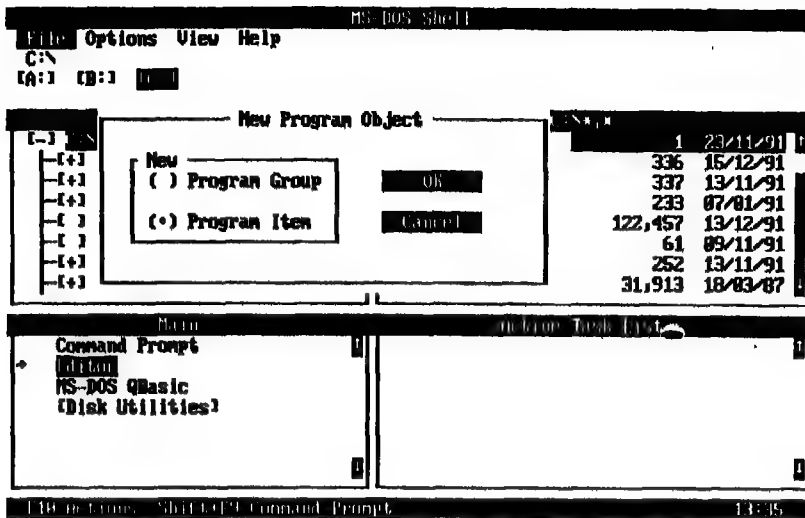 MS-DOS Shell
File Options View Help
C:\
[A:] [B:]
New Program Object
[-]
[+]
[+]
[+]
[ ]
[ ]
[+]
[+]
New
( ) Program Group
(•) Program Item
OK
Cancel
1 23/11/91
336 15/12/91
337 13/11/91
233 07/01/91
122,457 13/12/91
61 09/11/91
252 13/11/91
31,913 18/03/87
Main
Command Prompt
Editor
MS-DOS QBasic
[Disk Utilities]
Active Task List
F10=Actions Shift+F9=Command Prompt 13:35